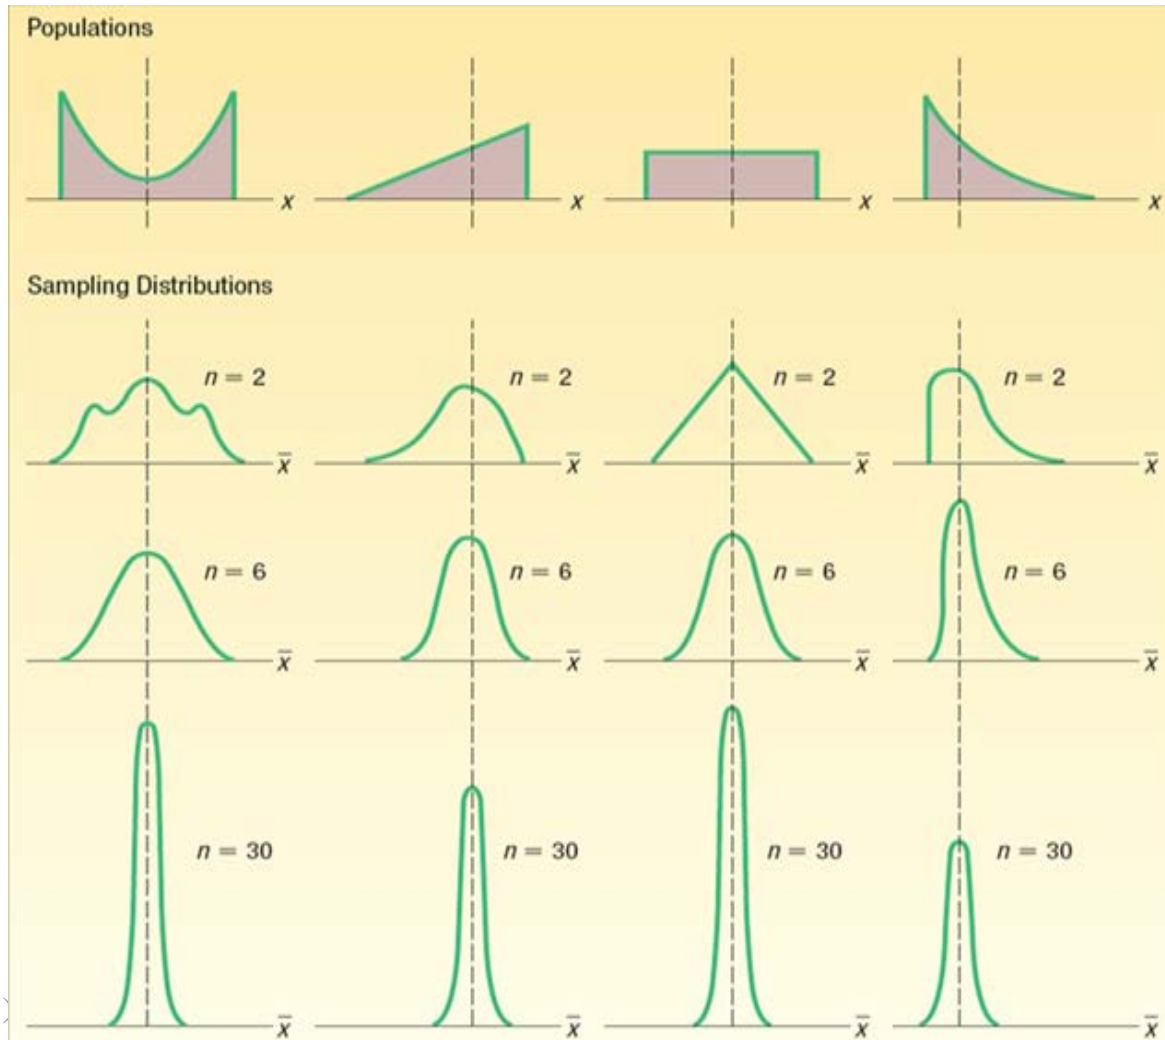 Populations
x x x x
Sampling Distributions
n = 2 n = 2 n = 2 n = 2
x̅ x̅ x̅ x̅
n = 6 n = 6 n = 6 n = 6
x̅ x̅ x̅ x̅
n = 30 n = 30 n = 30 n = 30
x̅ x̅ x̅ x̅